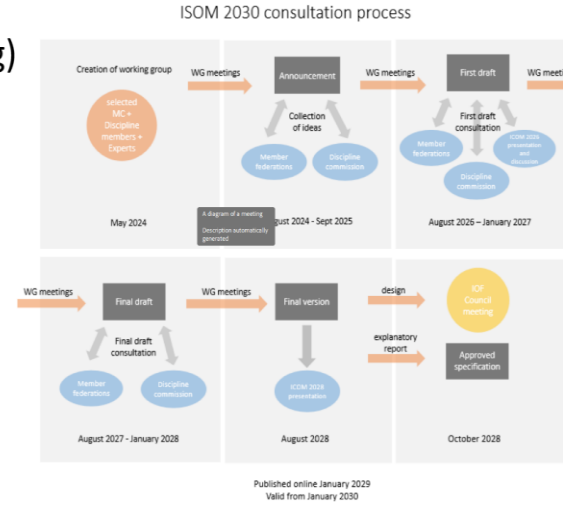 ISOM 2030 consultation process
g)
Creation of working group
selected
MC +
Discipline
members +
Experts
May 2024
WG meetings
Announcement
Collection
of ideas
Member
federations
Discipline
commission
gust 2024 - Sept 2025
A diagram of a meeting
Description automatically
generated
WG meetings
First draft
First draft
consultation
Member
federations
Discipline
commission
ICOM 2026
presentation
and
discussion
August 2026 – January 2027
WG meeti
WG meetings
Final draft
Final draft
consultation
Member
federations
Discipline
commission
August 2027 - January 2028
WG meetings
Final version
ICOM 2028
presentation
August 2028
design
explanatory
report
IOF
Council
meeting
Approved
specification
October 2028
Published online January 2029
Valid from January 2030